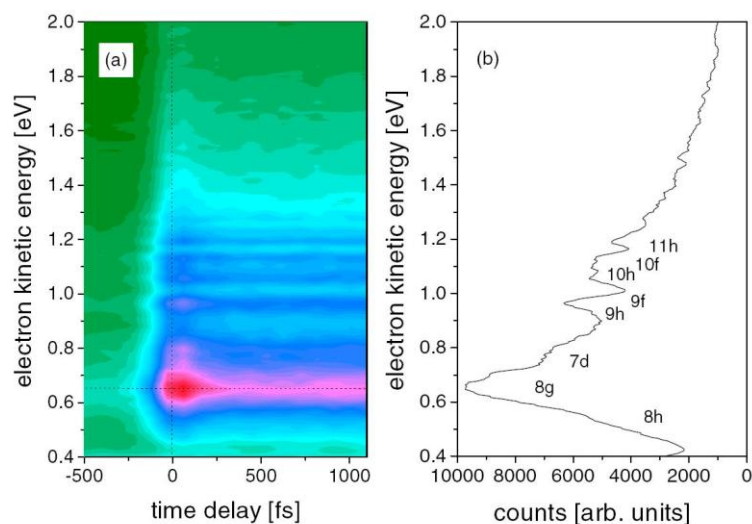 (a)
electron kinetic energy [eV]
2.0
1.8
1.6
1.4
1.2
1.0
0.8
0.6
0.4
-500 0 500 1000
time delay [fs]
(b)
electron kinetic energy [eV]
2.0
1.8
1.6
1.4
1.2
1.0
0.8
0.6
0.4
11h
10f
10h
9f
9h
7d
8g
8h
10000 8000 6000 4000 2000 0
counts [arb. units]